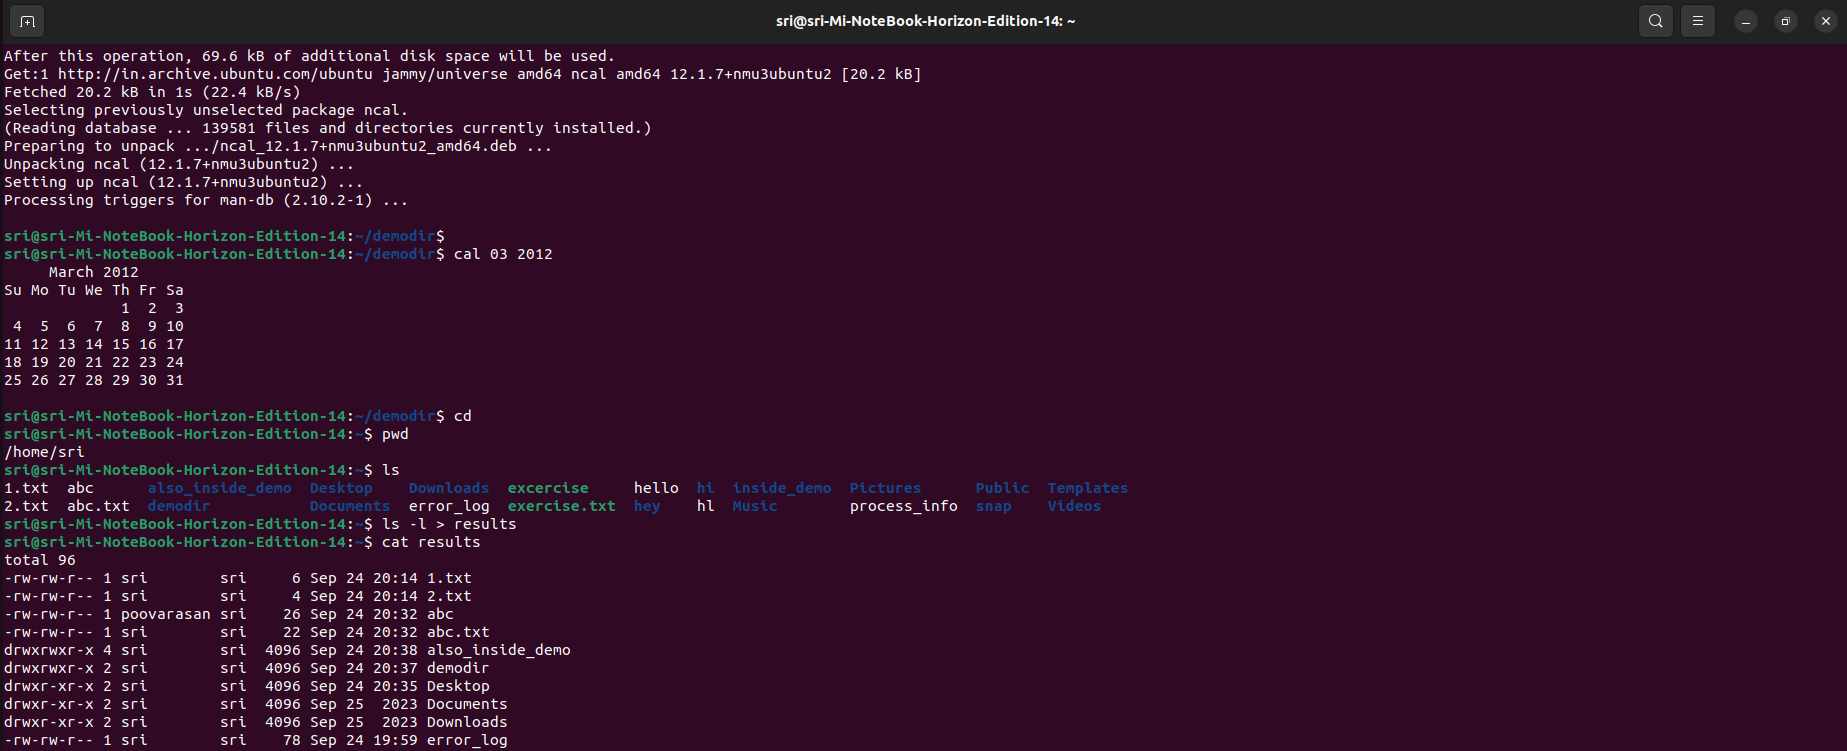 sri@sri-Mi-NoteBook-Horizon-Edition-14: ~
After this operation, 69.6 kB of additional disk space will be used.
Get:1 http://in.archive.ubuntu.com/ubuntu jammy/universe amd64 ncal amd64 12.1.7+nmu3ubuntu2 [20.2 kB]
Fetched 20.2 kB in 1s (22.4 kB/s)
Selecting previously unselected package ncal.
(Reading database ... 139581 files and directories currently installed.)
Preparing to unpack .../ncal_12.1.7+nmu3ubuntu2_amd64.deb ...
Unpacking ncal (12.1.7+nmu3ubuntu2) ...
Setting up ncal (12.1.7+nmu3ubuntu2) ...
Processing triggers for man-db (2.10.2-1) ...
sri@sri-Mi-NoteBook-Horizon-Edition-14:~/demodir$
sri@sri-Mi-NoteBook-Horizon-Edition-14:~/demodir$ cal 03 2012
     March 2012
Su Mo Tu We Th Fr Sa
             1  2  3
 4  5  6  7  8  9 10
11 12 13 14 15 16 17
18 19 20 21 22 23 24
25 26 27 28 29 30 31
sri@sri-Mi-NoteBook-Horizon-Edition-14:~/demodir$ cd
sri@sri-Mi-NoteBook-Horizon-Edition-14:~$ pwd
/home/sri
sri@sri-Mi-NoteBook-Horizon-Edition-14:~$ ls
1.txt  abc      also_inside_demo  Desktop    Downloads  excercise     hello  hi  inside_demo  Pictures      Public  Templates
2.txt  abc.txt  demodir           Documents  error_log  exercise.txt  hey    hl  Music        process_info  snap    Videos
sri@sri-Mi-NoteBook-Horizon-Edition-14:~$ ls -l > results
sri@sri-Mi-NoteBook-Horizon-Edition-14:~$ cat results
total 96
-rw-rw-r-- 1 sri        sri     6 Sep 24 20:14 1.txt
-rw-rw-r-- 1 sri        sri     4 Sep 24 20:14 2.txt
-rw-rw-r-- 1 poovarasan sri    26 Sep 24 20:32 abc
-rw-rw-r-- 1 sri        sri    22 Sep 24 20:32 abc.txt
drwxrwxr-x 4 sri        sri  4096 Sep 24 20:38 also_inside_demo
drwxrwxr-x 2 sri        sri  4096 Sep 24 20:37 demodir
drwxr-xr-x 2 sri        sri  4096 Sep 24 20:35 Desktop
drwxr-xr-x 2 sri        sri  4096 Sep 25  2023 Documents
drwxr-xr-x 2 sri        sri  4096 Sep 25  2023 Downloads
-rw-rw-r-- 1 sri        sri    78 Sep 24 19:59 error_log